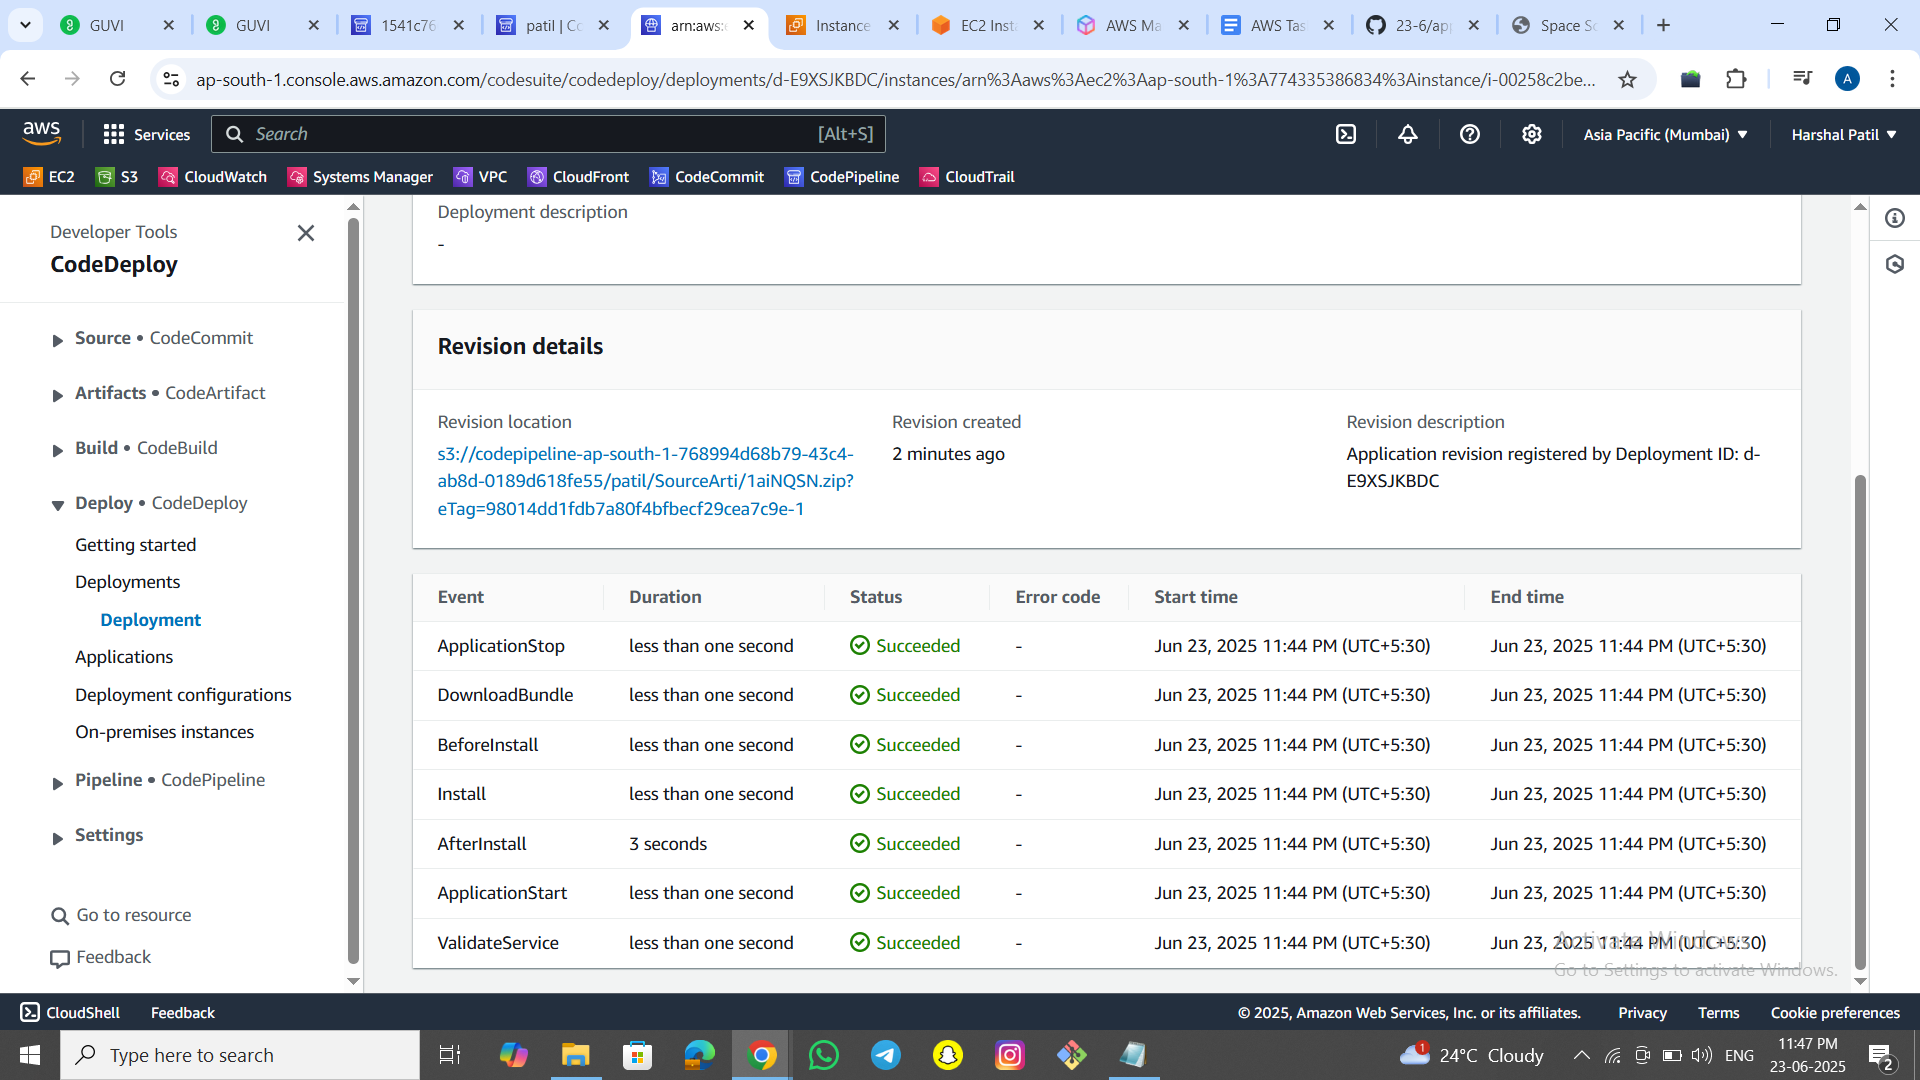 GUVI
GUVI
1541c76
patil | Co
arn:aws:
Instance
EC2 Inst
AWS Ma
AWS Tas
23-6/app
Space Sc
ap-south-1.console.aws.amazon.com/codesuite/codedeploy/deployments/d-E9XSJKBDC/instances/arn%3Aaws%3Aec2%3Aap-south-1%3A774335386834%3Ainstance/i-00258c2be...
A
aws
Services
Search
[Alt+S]
Asia Pacific (Mumbai)
Harshal Patil
EC2
S3
CloudWatch
Systems Manager
VPC
CloudFront
CodeCommit
CodePipeline
CloudTrail
Developer Tools
CodeDeploy
Source • CodeCommit
Artifacts • CodeArtifact
Build • CodeBuild
Deploy • CodeDeploy
Getting started
Deployments
Deployment
Applications
Deployment configurations
On-premises instances
Pipeline • CodePipeline
Settings
Go to resource
Feedback
Deployment description
-
Revision details
Revision location
s3://codepipeline-ap-south-1-768994d68b79-43c4-
ab8d-0189d618fe55/patil/SourceArti/1aiNQSN.zip?
eTag=98014dd1fdb7a80f4bfbecf29cea7c9e-1
Revision created
2 minutes ago
Revision description
Application revision registered by Deployment ID: d-
E9XSJKBDC
Event Duration Status Error code Start time End time
ApplicationStop less than one second Succeeded - Jun 23, 2025 11:44 PM (UTC+5:30) Jun 23, 2025 11:44 PM (UTC+5:30)
DownloadBundle less than one second Succeeded - Jun 23, 2025 11:44 PM (UTC+5:30) Jun 23, 2025 11:44 PM (UTC+5:30)
BeforeInstall less than one second Succeeded - Jun 23, 2025 11:44 PM (UTC+5:30) Jun 23, 2025 11:44 PM (UTC+5:30)
Install less than one second Succeeded - Jun 23, 2025 11:44 PM (UTC+5:30) Jun 23, 2025 11:44 PM (UTC+5:30)
AfterInstall 3 seconds Succeeded - Jun 23, 2025 11:44 PM (UTC+5:30) Jun 23, 2025 11:44 PM (UTC+5:30)
ApplicationStart less than one second Succeeded - Jun 23, 2025 11:44 PM (UTC+5:30) Jun 23, 2025 11:44 PM (UTC+5:30)
ValidateService less than one second Succeeded - Jun 23, 2025 11:44 PM (UTC+5:30) Jun 23, 2025 11:44 PM (UTC+5:30)
Activate Windows
Go to Settings to activate Windows.
CloudShell
Feedback
© 2025, Amazon Web Services, Inc. or its affiliates.
Privacy
Terms
Cookie preferences
Type here to search
1
24°C Cloudy
ENG
11:47 PM
23-06-2025
2